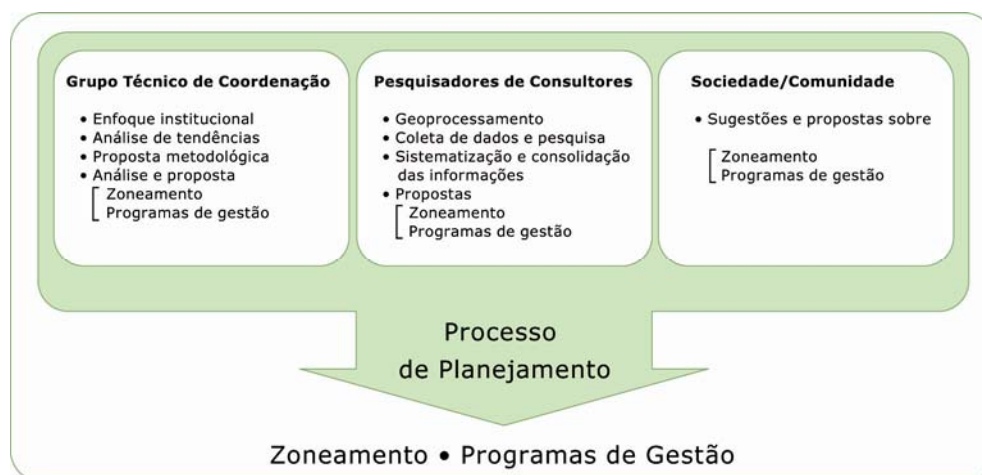 Grupo Técnico de Coordenação
• Enfoque institucional
• Análise de tendências
• Proposta metodológica
• Análise e proposta
Zoneamento
Programas de gestão
Pesquisadores de Consultores
• Geoprocessamento
• Coleta de dados e pesquisa
• Sistematização e consolidação
das informações
• Propostas
Zoneamento
Programas de gestão
Sociedade/Comunidade
• Sugestões e propostas sobre
Zoneamento
Programas de gestão
Processo
de Planejamento
Zoneamento • Programas de Gestão